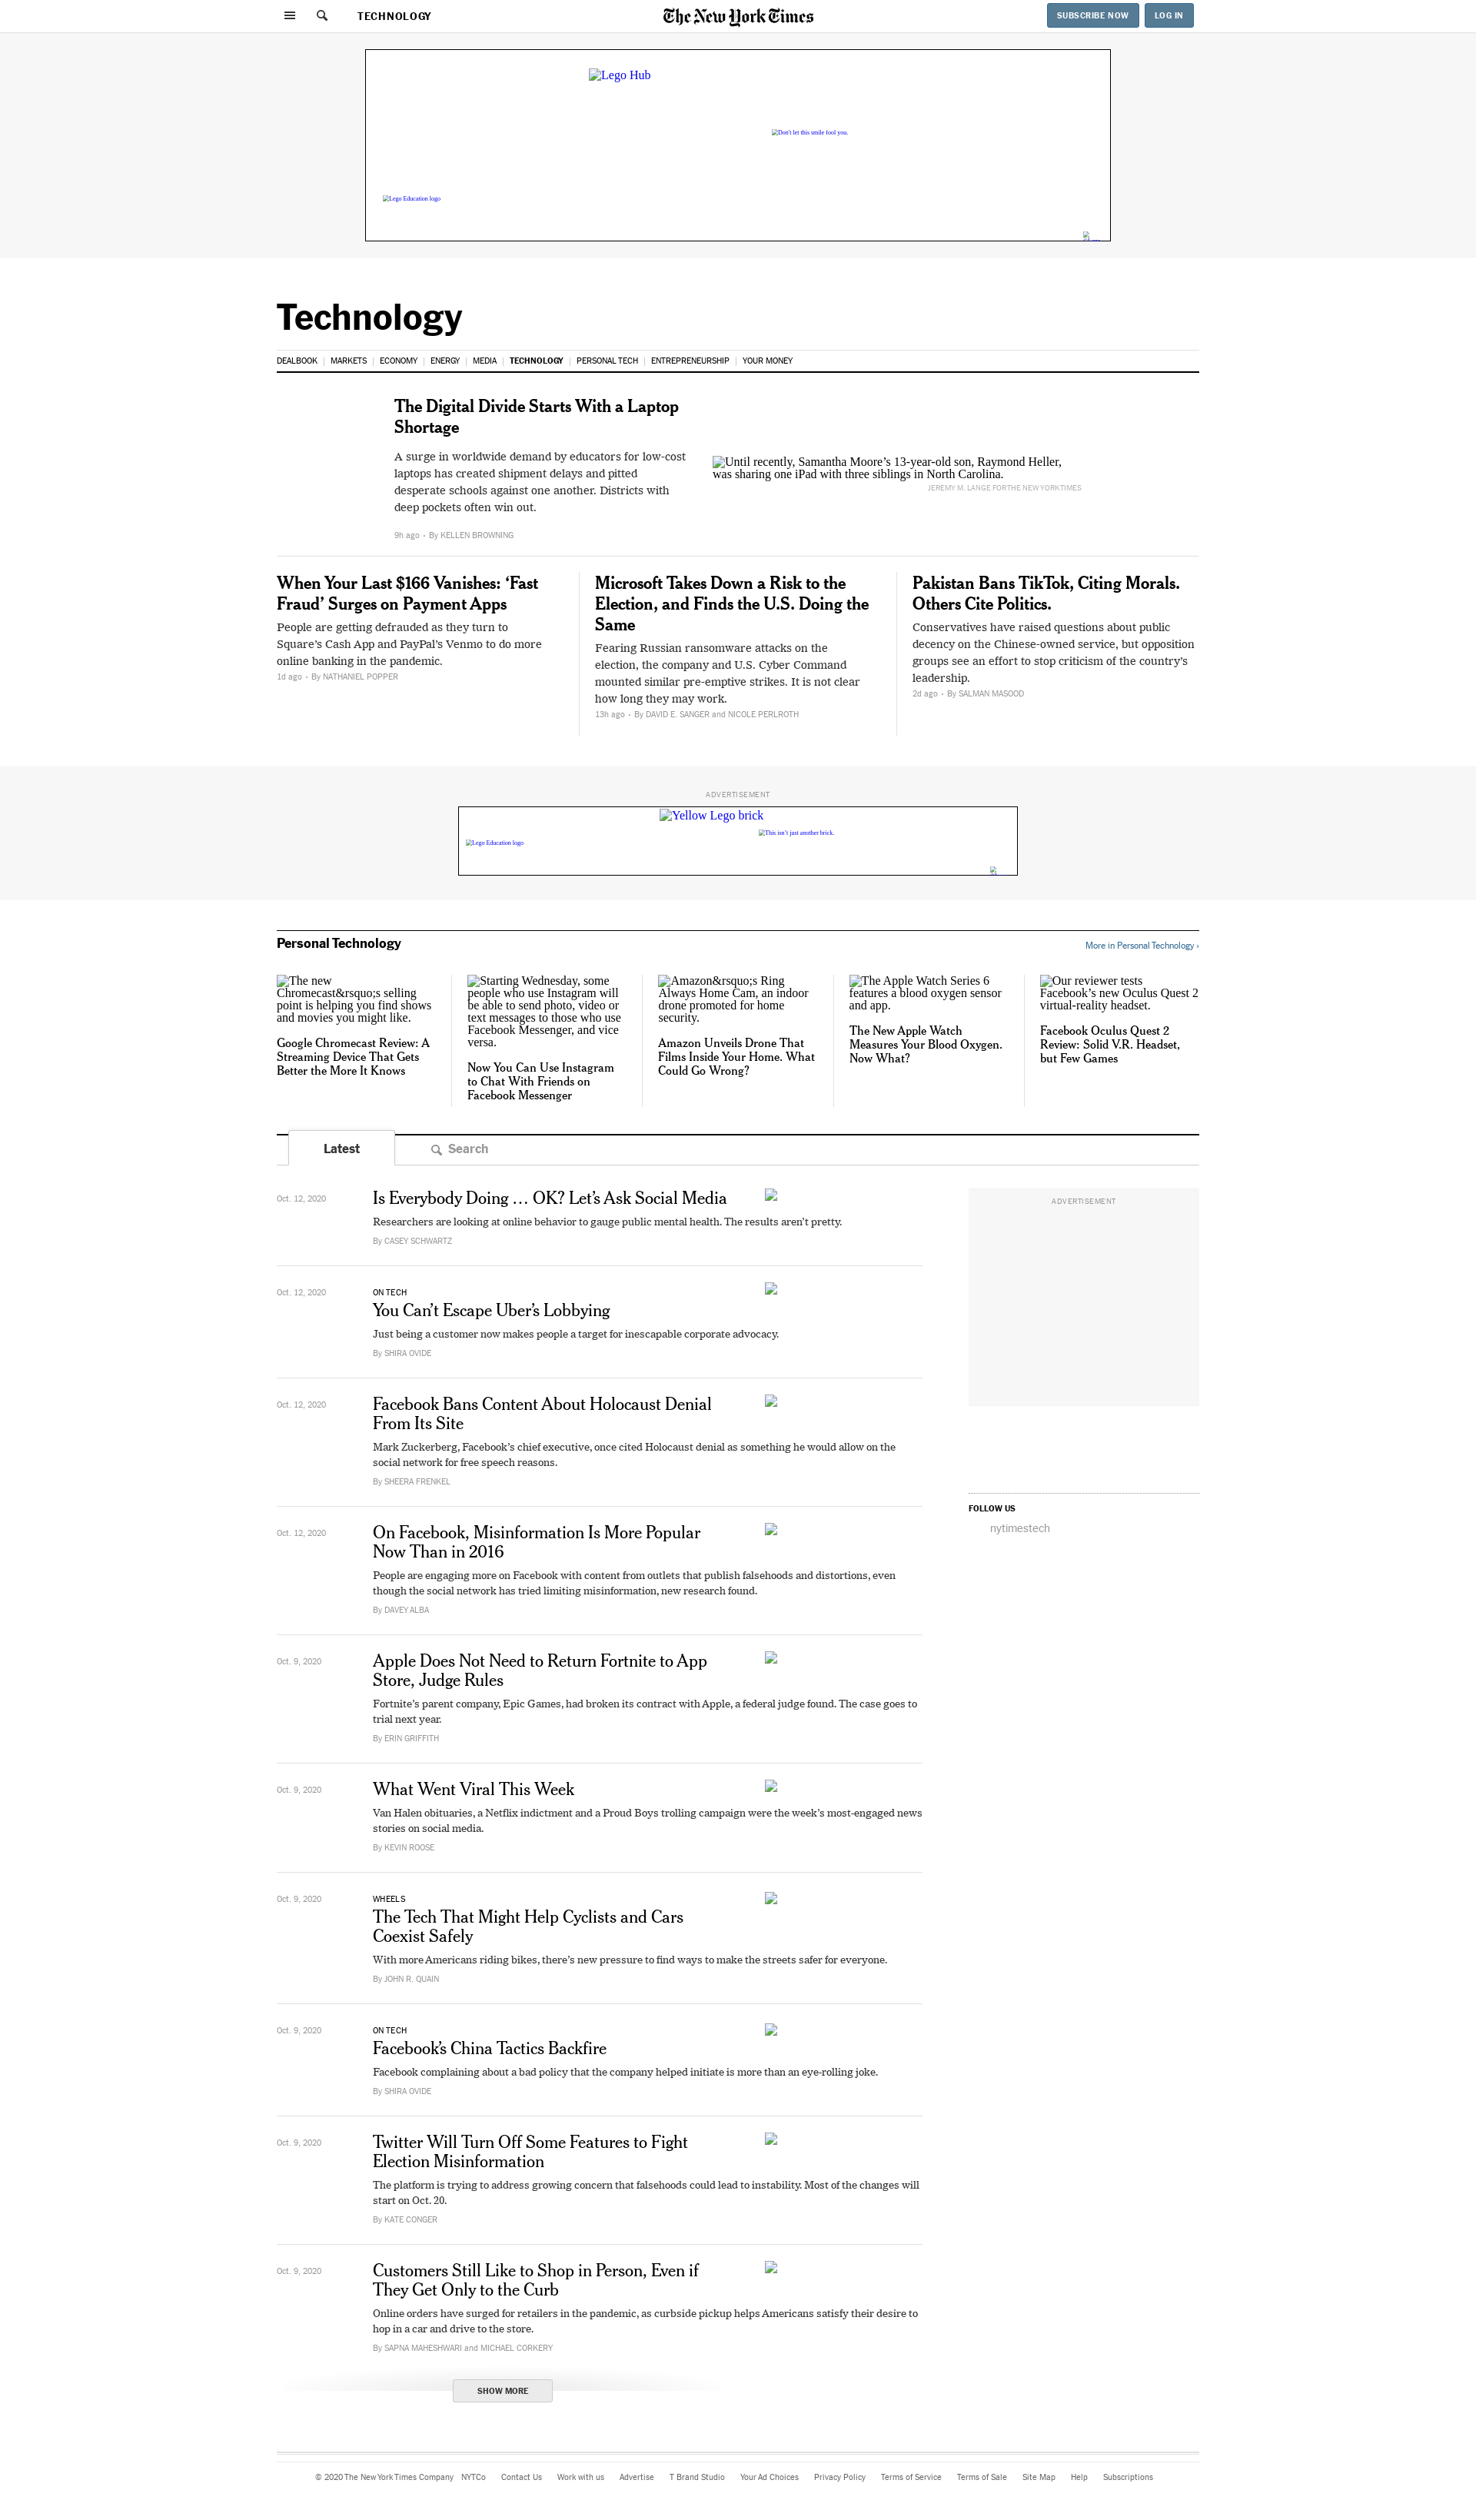 TECHNOLOGY
The New York Times
SUBSCRIBE NOW
LOG IN
Lego Hub
Don't let this smile fool you.
Lego Education logo
Technology
DEALBOOK | MARKETS | ECONOMY | ENERGY | MEDIA | TECHNOLOGY | PERSONAL TECH | ENTREPRENEURSHIP | YOUR MONEY
The Digital Divide Starts With a Laptop
Shortage
A surge in worldwide demand by educators for low-cost
laptops has created shipment delays and pitted
desperate schools against one another. Districts with
deep pockets often win out.
9h ago • By KELLEN BROWNING
Until recently, Samantha Moore’s 13-year-old son, Raymond Heller,
was sharing one iPad with three siblings in North Carolina.
JEREMY M. LANGE FOR THE NEW YORK TIMES
When Your Last $166 Vanishes: ‘Fast
Fraud’ Surges on Payment Apps
People are getting defrauded as they turn to
Square’s Cash App and PayPal’s Venmo to do more
online banking in the pandemic.
1d ago • By NATHANIEL POPPER
Microsoft Takes Down a Risk to the
Election, and Finds the U.S. Doing the
Same
Fearing Russian ransomware attacks on the
election, the company and U.S. Cyber Command
mounted similar pre-emptive strikes. It is not clear
how long they may work.
13h ago • By DAVID E. SANGER and NICOLE PERLROTH
Pakistan Bans TikTok, Citing Morals.
Others Cite Politics.
Conservatives have raised questions about public
decency on the Chinese-owned service, but opposition
groups see an effort to stop criticism of the country’s
leadership.
2d ago • By SALMAN MASOOD
ADVERTISEMENT
Yellow Lego brick
This isn’t just another brick.
Lego Education logo
Personal Technology
More in Personal Technology ›
The new
Chromecast&rsquo;s selling
point is helping you find shows
and movies you might like.
Google Chromecast Review: A
Streaming Device That Gets
Better the More It Knows
Starting Wednesday, some
people who use Instagram will
be able to send photo, video or
text messages to those who use
Facebook Messenger, and vice
versa.
Now You Can Use Instagram
to Chat With Friends on
Facebook Messenger
Amazon&rsquo;s Ring
Always Home Cam, an indoor
drone promoted for home
security.
Amazon Unveils Drone That
Films Inside Your Home. What
Could Go Wrong?
The Apple Watch Series 6
features a blood oxygen sensor
and app.
The New Apple Watch
Measures Your Blood Oxygen.
Now What?
Our reviewer tests
Facebook’s new Oculus Quest 2
virtual-reality headset.
Facebook Oculus Quest 2
Review: Solid V.R. Headset,
but Few Games
Latest
Search
Oct. 12, 2020
Is Everybody Doing … OK? Let’s Ask Social Media
Researchers are looking at online behavior to gauge public mental health. The results aren’t pretty.
By CASEY SCHWARTZ
ADVERTISEMENT
Oct. 12, 2020
ON TECH
You Can’t Escape Uber’s Lobbying
Just being a customer now makes people a target for inescapable corporate advocacy.
By SHIRA OVIDE
Oct. 12, 2020
Facebook Bans Content About Holocaust Denial
From Its Site
Mark Zuckerberg, Facebook’s chief executive, once cited Holocaust denial as something he would allow on the
social network for free speech reasons.
By SHEERA FRENKEL
FOLLOW US
nytimestech
Oct. 12, 2020
On Facebook, Misinformation Is More Popular
Now Than in 2016
People are engaging more on Facebook with content from outlets that publish falsehoods and distortions, even
though the social network has tried limiting misinformation, new research found.
By DAVEY ALBA
Oct. 9, 2020
Apple Does Not Need to Return Fortnite to App
Store, Judge Rules
Fortnite’s parent company, Epic Games, had broken its contract with Apple, a federal judge found. The case goes to
trial next year.
By ERIN GRIFFITH
Oct. 9, 2020
What Went Viral This Week
Van Halen obituaries, a Netflix indictment and a Proud Boys trolling campaign were the week’s most-engaged news
stories on social media.
By KEVIN ROOSE
Oct. 9, 2020
WHEELS
The Tech That Might Help Cyclists and Cars
Coexist Safely
With more Americans riding bikes, there’s new pressure to find ways to make the streets safer for everyone.
By JOHN R. QUAIN
Oct. 9, 2020
ON TECH
Facebook’s China Tactics Backfire
Facebook complaining about a bad policy that the company helped initiate is more than an eye-rolling joke.
By SHIRA OVIDE
Oct. 9, 2020
Twitter Will Turn Off Some Features to Fight
Election Misinformation
The platform is trying to address growing concern that falsehoods could lead to instability. Most of the changes will
start on Oct. 20.
By KATE CONGER
Oct. 9, 2020
Customers Still Like to Shop in Person, Even if
They Get Only to the Curb
Online orders have surged for retailers in the pandemic, as curbside pickup helps Americans satisfy their desire to
hop in a car and drive to the store.
By SAPNA MAHESHWARI and MICHAEL CORKERY
SHOW MORE
© 2020 The New York Times Company NYTCo Contact Us Work with us Advertise T Brand Studio Your Ad Choices Privacy Policy Terms of Service Terms of Sale Site Map Help Subscriptions